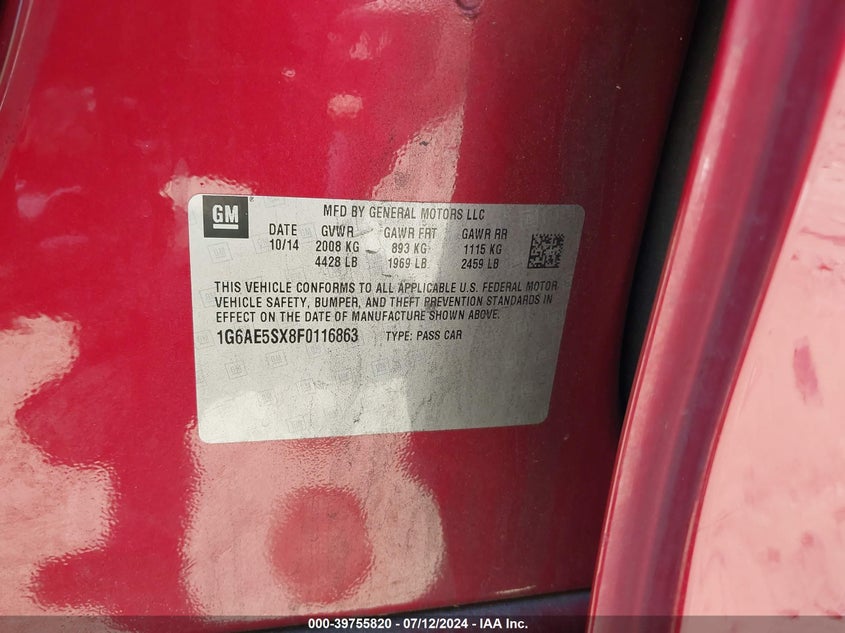 GM® MFD BY GENERAL MOTORS LLC
DATE GVWR GAWR FRT GAWR RR
10/14 2008 KG 893 KG 1115 KG
4428 LB 1969 LB 2459 LB
THIS VEHICLE CONFORMS TO ALL APPLICABLE U.S. FEDERAL MOTOR
VEHICLE SAFETY, BUMPER, AND THEFT PREVENTION STANDARDS IN
EFFECT ON THE DATE OF MANUFACTURE SHOWN ABOVE.
1G6AE5SX8F0116863 TYPE: PASS CAR
000-39755820 - 07/12/2024 - IAA Inc.